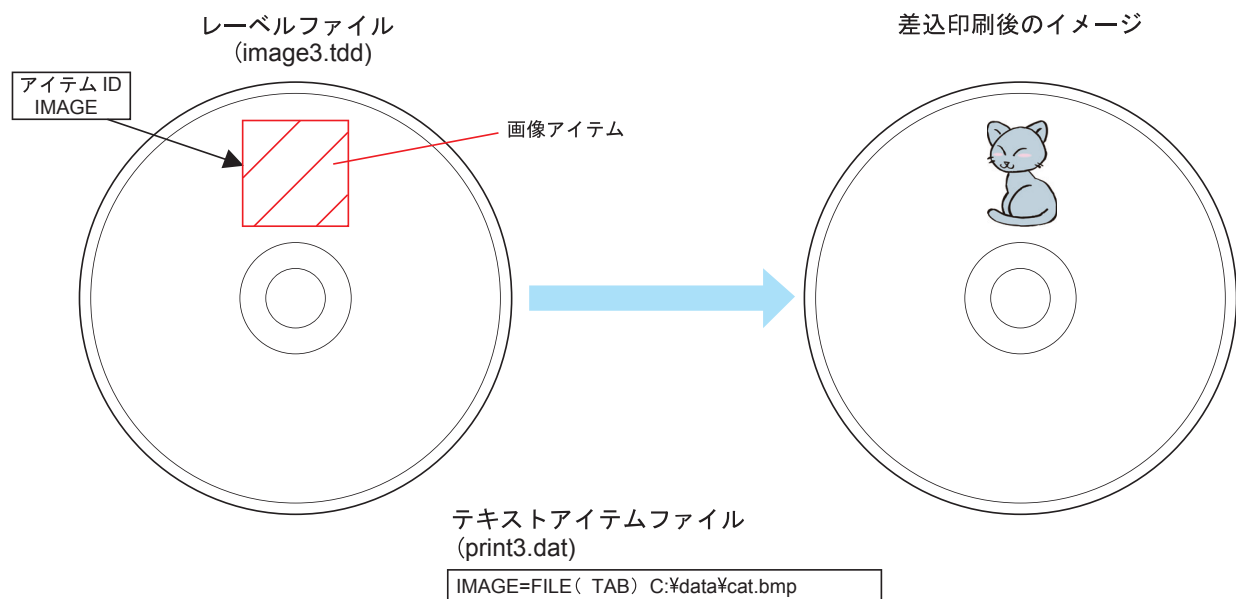 レーベルファイル
(image3.tdd)
差込印刷後のイメージ
アイテム ID
IMAGE
画像アイテム
テキストアイテムファイル
(print3.dat)
IMAGE=FILE( TAB) C:¥data¥cat.bmp